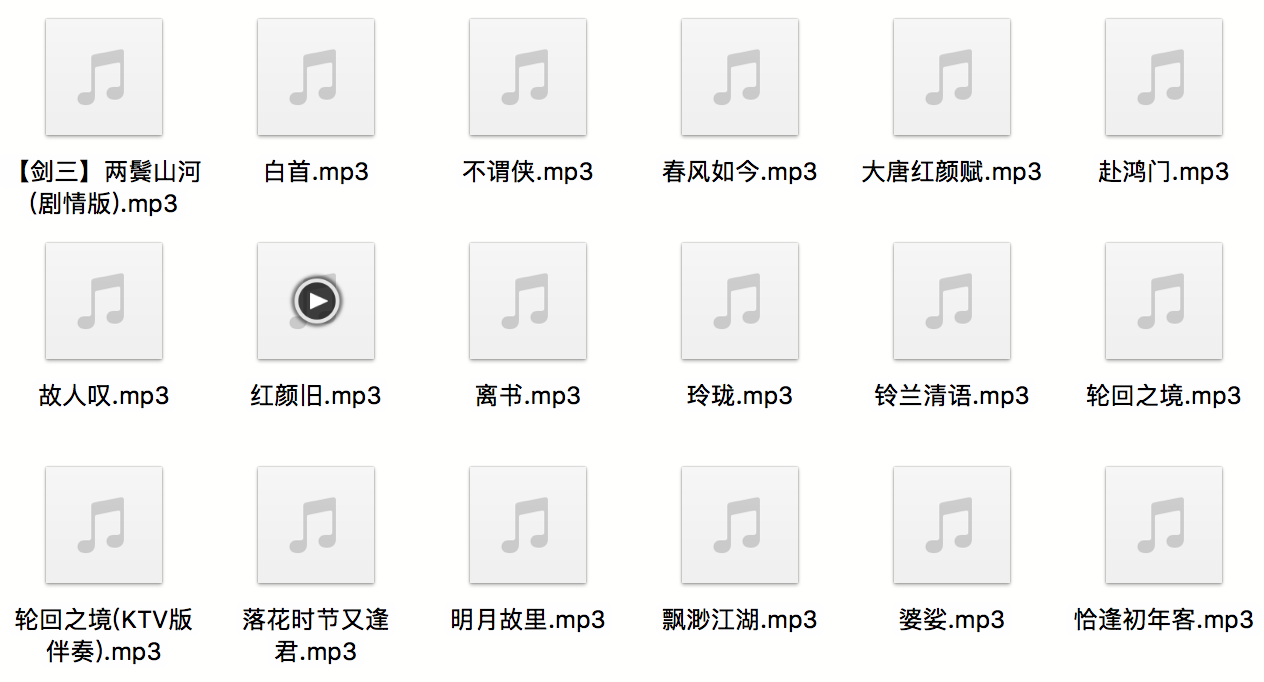 【剑三】两鬓山河
(剧情版).mp3
白首.mp3
不谓侠.mp3
春风如今.mp3
大唐红颜赋.mp3
赴鸿门.mp3
故人叹.mp3
红颜旧.mp3
离书.mp3
玲珑.mp3
铃兰清语.mp3
轮回之境.mp3
轮回之境(KTV版
伴奏).mp3
落花时节又逢
君.mp3
明月故里.mp3
飘渺江湖.mp3
婆娑.mp3
恰逢初年客.mp3